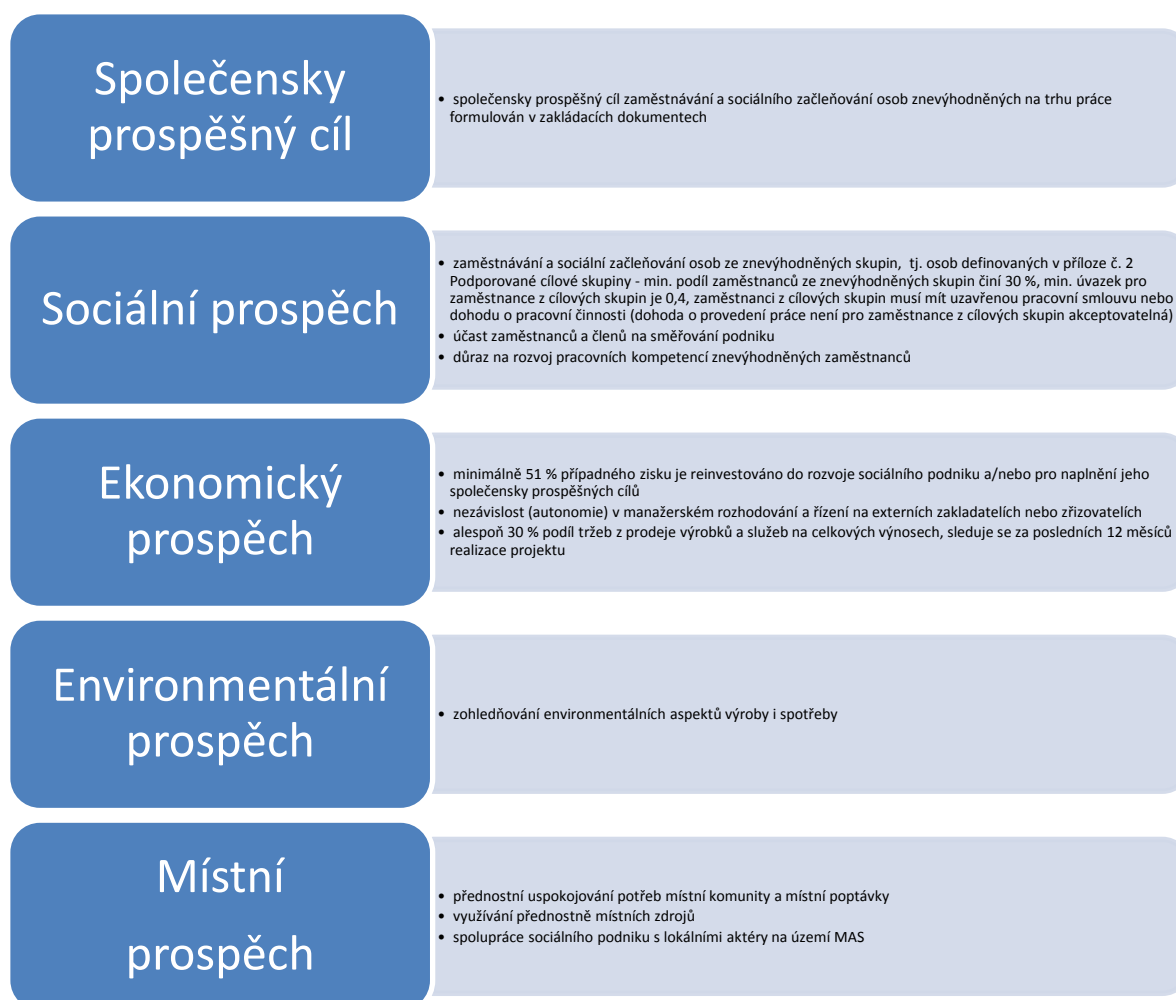 Společensky
prospěšný cíl
• společensky prospěšný cíl zaměstnávání a sociálního začleňování osob znevýhodněných na trhu práce
formulován v zakládacích dokumentech
Sociální prospěch
• zaměstnávání a sociální začleňování osob ze znevýhodněných skupin, tj. osob definovaných v příloze č. 2
Podporované cílové skupiny - min. podíl zaměstnanců ze znevýhodněných skupin činí 30 %, min. úvazek pro
zaměstnance z cílových skupin je 0,4, zaměstnanci z cílových skupin musí mít uzavřenou pracovní smlouvu nebo
dohodu o pracovní činnosti (dohoda o provedení práce není pro zaměstnance z cílových skupin akceptovatelná)
• účast zaměstnanců a členů na směřování podniku
• důraz na rozvoj pracovních kompetencí znevýhodněných zaměstnanců
Ekonomický
prospěch
• minimálně 51 % případného zisku je reinvestováno do rozvoje sociálního podniku a/nebo pro naplnění jeho
společensky prospěšných cílů
• nezávislost (autonomie) v manažerském rozhodování a řízení na externích zakladatelích nebo zřizovatelích
• alespoň 30 % podíl tržeb z prodeje výrobků a služeb na celkových výnosech, sleduje se za posledních 12 měsíců
realizace projektu
Environmentální
prospěch
• zohledňování environmentálních aspektů výroby i spotřeby
Místní
prospěch
• přednostní uspokojování potřeb místní komunity a místní poptávky
• využívání přednostně místních zdrojů
• spolupráce sociálního podniku s lokálními aktéry na území MAS